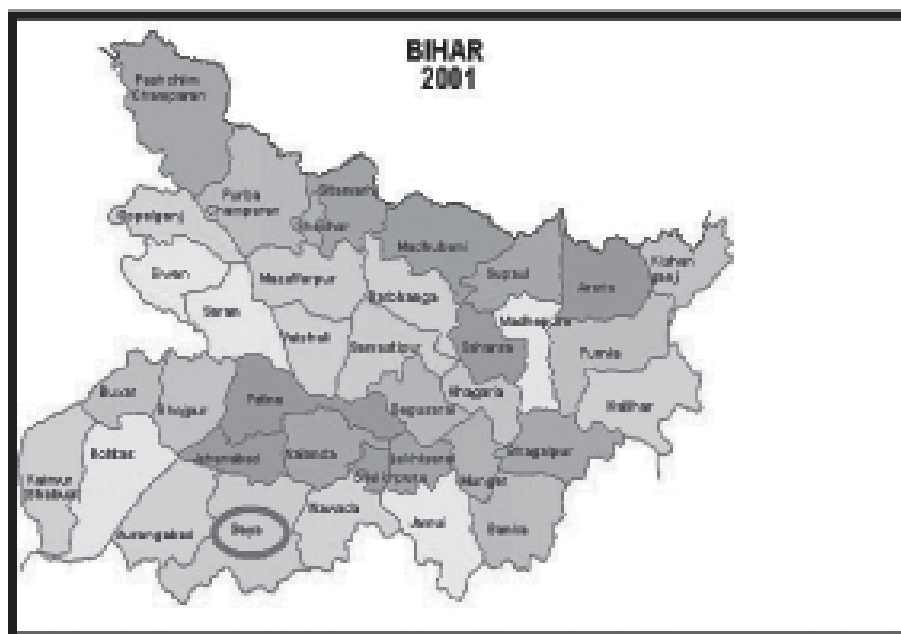 BIHAR
2001
Pashchim
Champaran
Purba
Champaran
Sitamarhi
Sheohar
Gopalganj
Madhubani
Siwan
Supaul
Araria
Kishan
ganj
Muzaffarpur
Darbhanga
Saran
Madhepura
Vaishali
Samastipur
Saharsa
Purnia
Buxar
Bhojpur
Patna
Begusarai
Khagaria
Katihar
Rohtas
Jehanabad
Nalanda
Lakhisarai
Bhagalpur
Sheikhpura
Munger
Kaimur
Bhabua
Nawada
Jamui
Banka
Aurangabad
Gaya